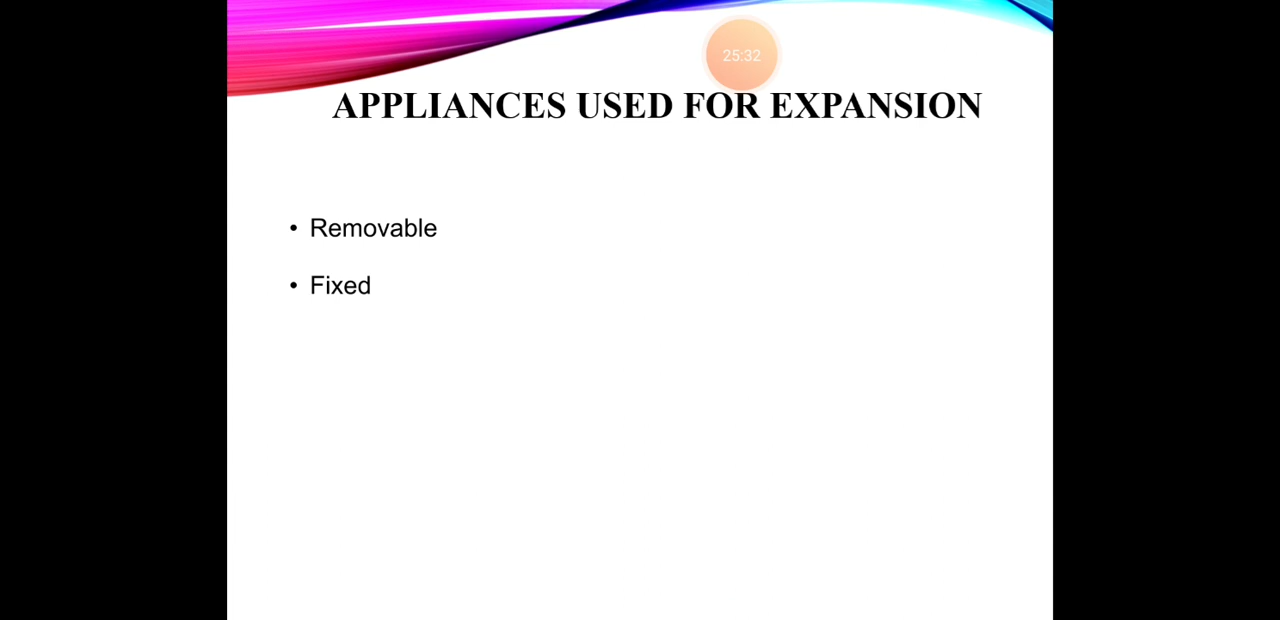 25:32
APPLIANCES USED FOR EXPANSION
• Removable
• Fixed